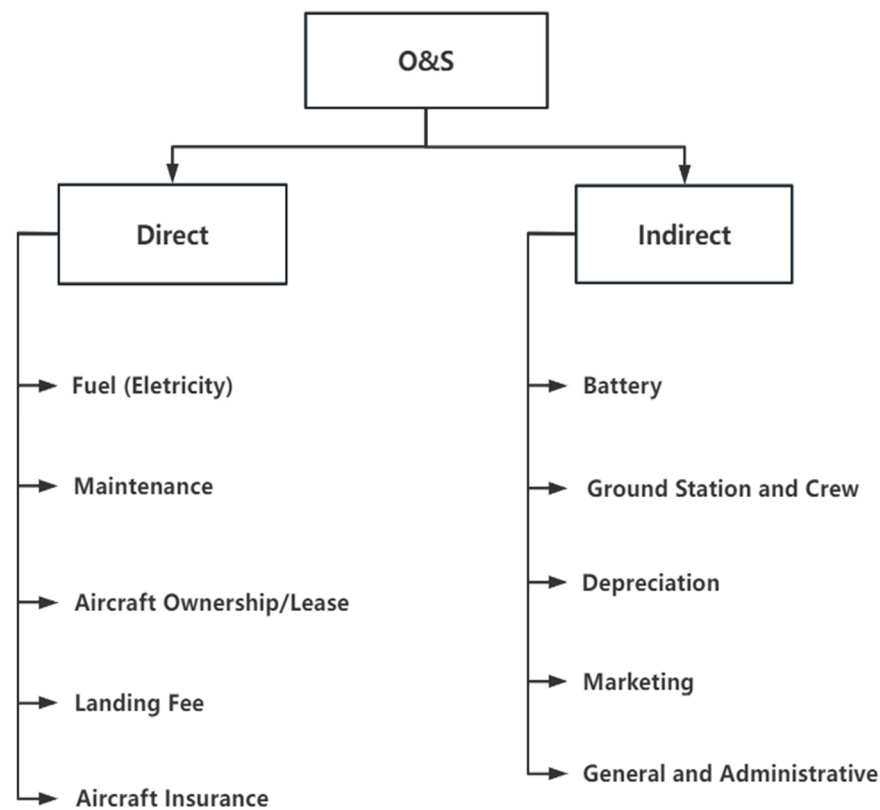 O&S
Direct
Indirect
Fuel (Eletricity)
Maintenance
Aircraft Ownership/Lease
Landing Fee
Aircraft Insurance
Battery
Ground Station and Crew
Depreciation
Marketing
General and Administrative